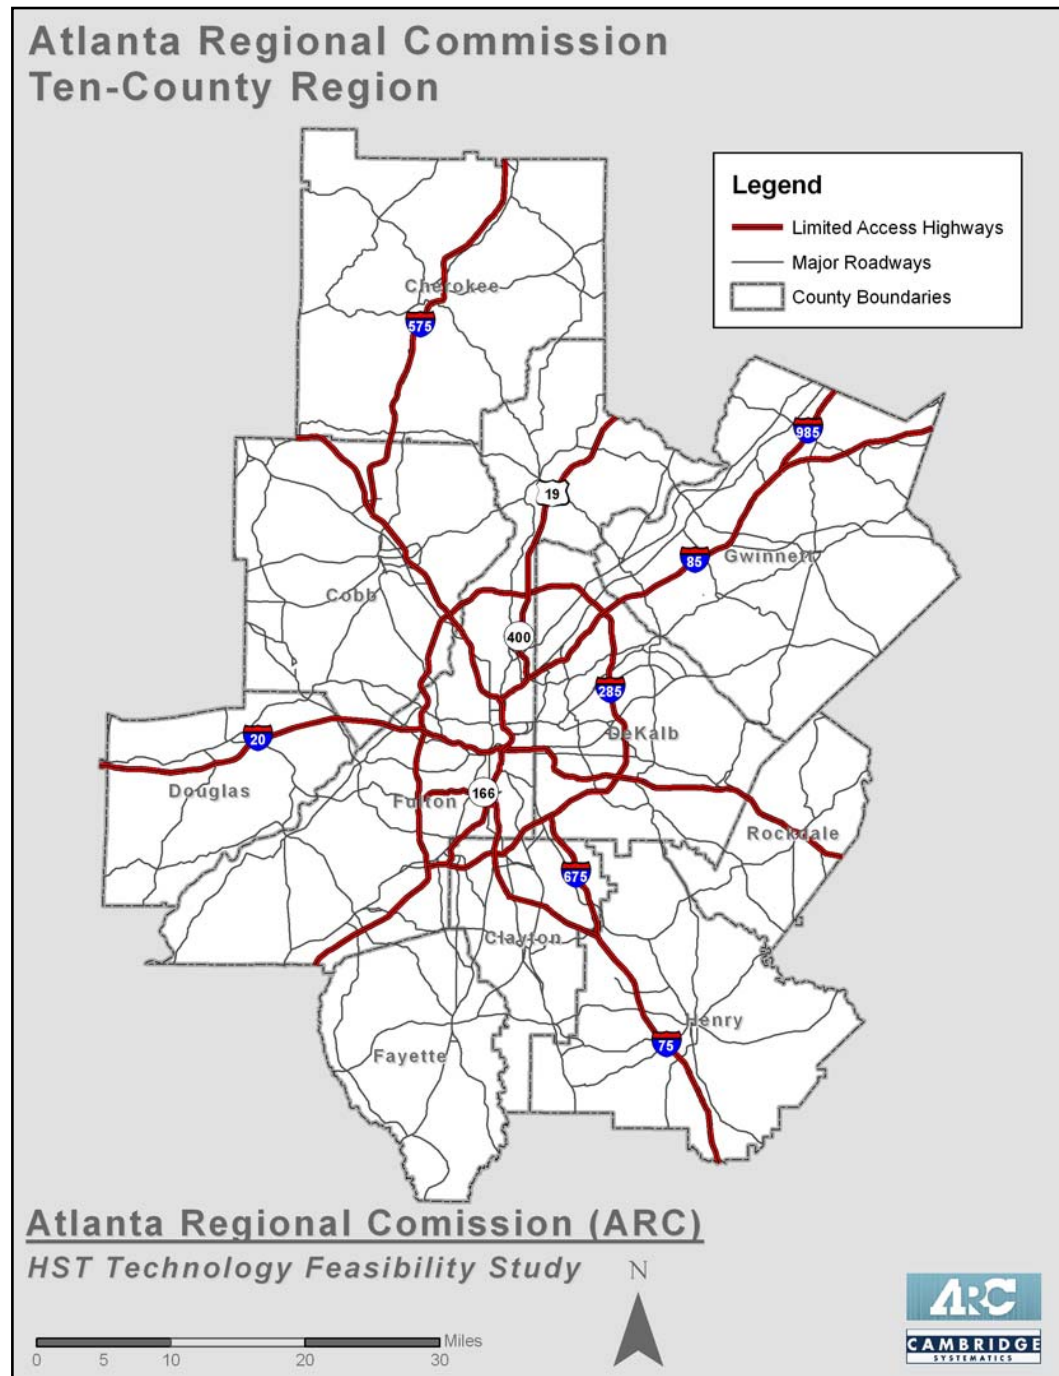 Atlanta Regional Commission
Ten-County Region
Legend
Limited Access Highways
Major Roadways
County Boundaries
Cherokee
575
985
19
85
Gwinnett
Cobb
400
285
20
DeKalb
Douglas
166
Fulton
Rockdale
675
Clayton
Henry
75
Fayette
Atlanta Regional Comission (ARC)
HST Technology Feasibility Study
N
ARC
Miles
0 5 10 20 30
CAMBRIDGE
SYSTEMATICS